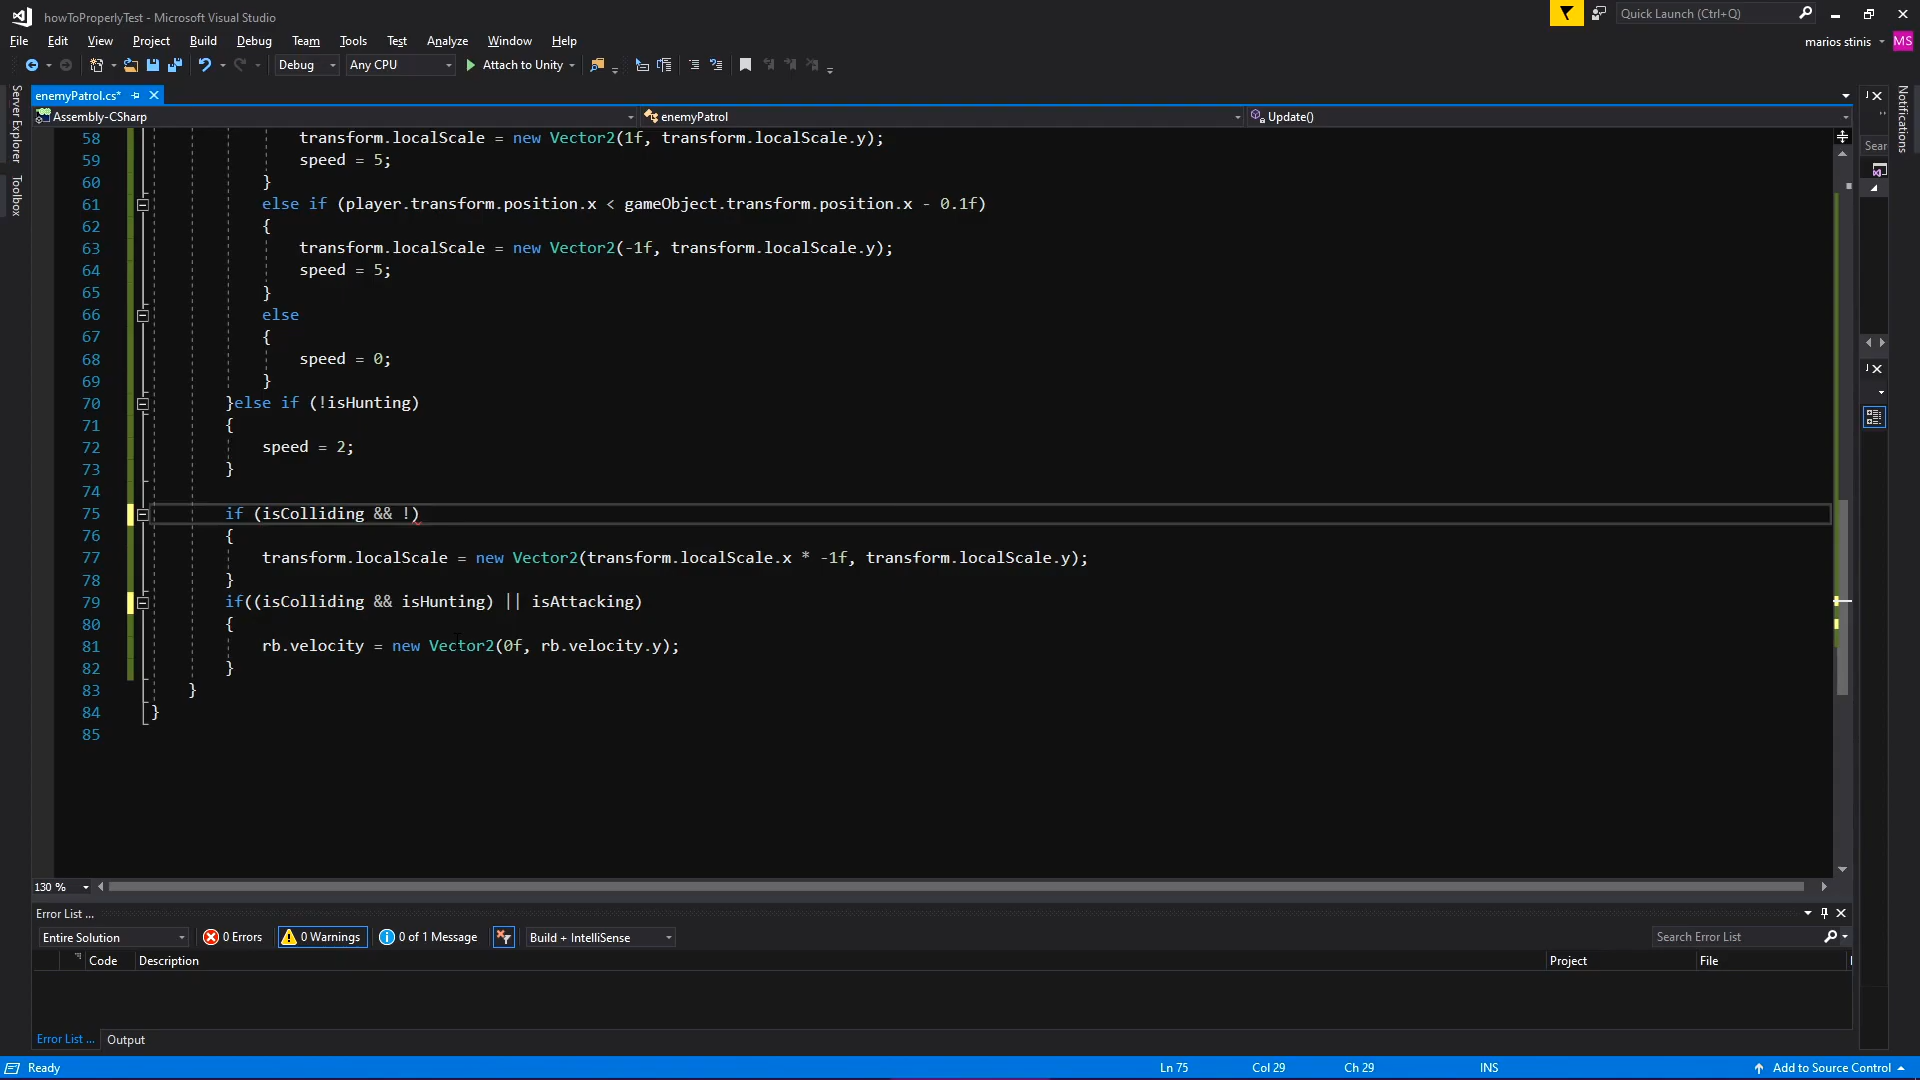 howToProperlyTest - Microsoft Visual Studio
Quick Launch (Ctrl+Q)
File Edit View Project Build Debug Team Tools Test Analyze Window Help
marios stinis MS
Debug Any CPU Attach to Unity
Server Explorer
Toolbox
Notifications
enemyPatrol.cs*
Assembly-CSharp enemyPatrol Update()
Sear
58 transform.localScale = new Vector2(1f, transform.localScale.y);
59 speed = 5;
60 }
61 else if (player.transform.position.x < gameObject.transform.position.x - 0.1f)
62 {
63 transform.localScale = new Vector2(-1f, transform.localScale.y);
64 speed = 5;
65 }
66 else
67 {
68 speed = 0;
69 }
70 }else if (!isHunting)
71 {
72 speed = 2;
73 }
74
75 if (isColliding && !)
76 {
77 transform.localScale = new Vector2(transform.localScale.x * -1f, transform.localScale.y);
78 }
79 if((isColliding && isHunting) || isAttacking)
80 {
81 rb.velocity = new Vector2(0f, rb.velocity.y);
82 }
83 }
84 }
85
130 %
Error List ...
Entire Solution 0 Errors 0 Warnings 0 of 1 Message Build + IntelliSense Search Error List
Code Description Project File
Error List ... Output
Ready Ln 75 Col 29 Ch 29 INS Add to Source Control